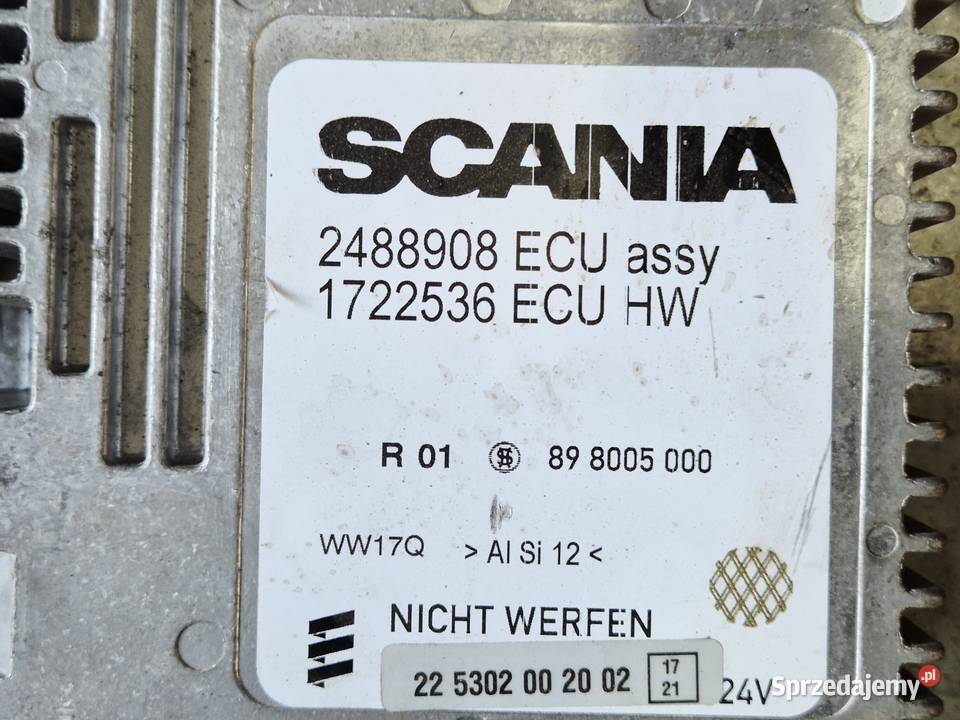 SCANIA
2488908 ECU assy
1722536 ECU HW
R 01 89 8005 000
WW17Q > Al Si 12 <
NICHT WERFEN
22 5302 00 20 02 17 21
24V
Sprzedajemy.pl